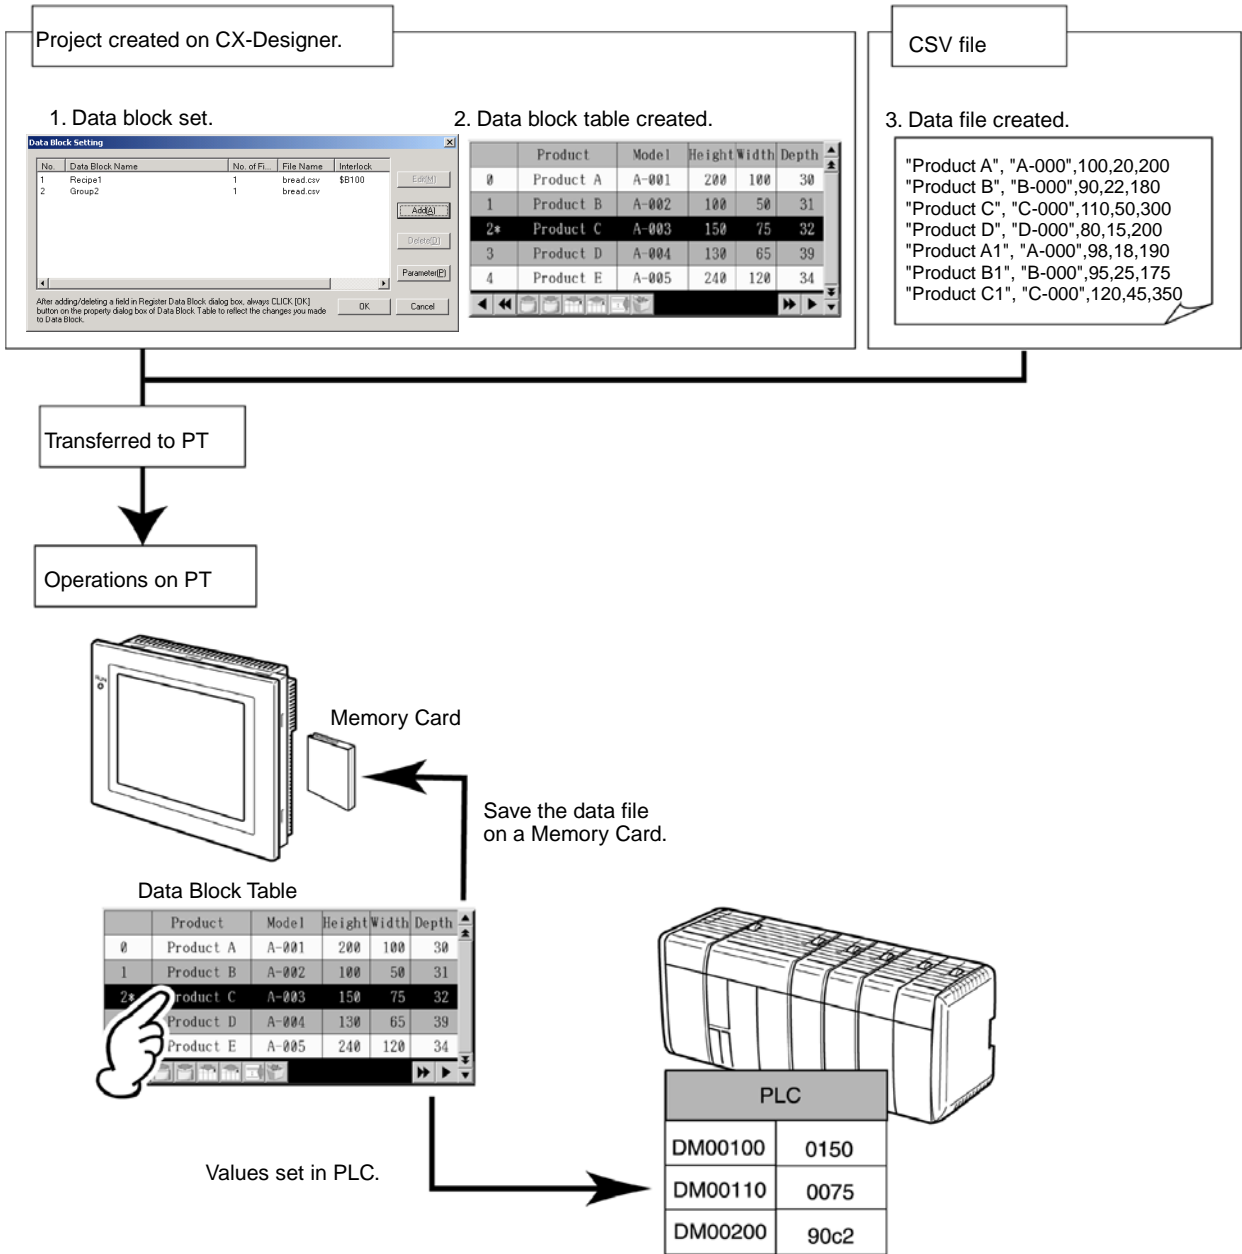 Project created on CX-Designer.
CSV file
1. Data block set.
2. Data block table created.
3. Data file created.
Data Block Setting
No. Data Block Name No. of Fi... File Name Interlock
1 Recipe1 1 bread.csv $B100
2 Group2 1 bread.csv
Edit(M)
Add(A)
Delete(D)
Parameter(P)
After adding/deleting a field in Register Data Block dialog box, always CLICK [OK]
button on the property dialog box of Data Block Table to reflect the changes you made
to Data Block.
OK Cancel
Product Model Height Width Depth
0 Product A A-001 200 100 30
1 Product B A-002 100 50 31
2* Product C A-003 150 75 32
3 Product D A-004 130 65 39
4 Product E A-005 240 120 34
"Product A", "A-000",100,20,200
"Product B", "B-000",90,22,180
"Product C", "C-000",110,50,300
"Product D", "D-000",80,15,200
"Product A1", "A-000",98,18,190
"Product B1", "B-000",95,25,175
"Product C1", "C-000",120,45,350
Transferred to PT
Operations on PT
RUN
Memory Card
Save the data file
on a Memory Card.
Data Block Table
Product Model Height Width Depth
0 Product A A-001 200 100 30
1 Product B A-002 100 50 31
2* Product C A-003 150 75 32
Product D A-004 130 65 39
Product E A-005 240 120 34
Values set in PLC.
PLC
DM00100 0150
DM00110 0075
DM00200 90c2